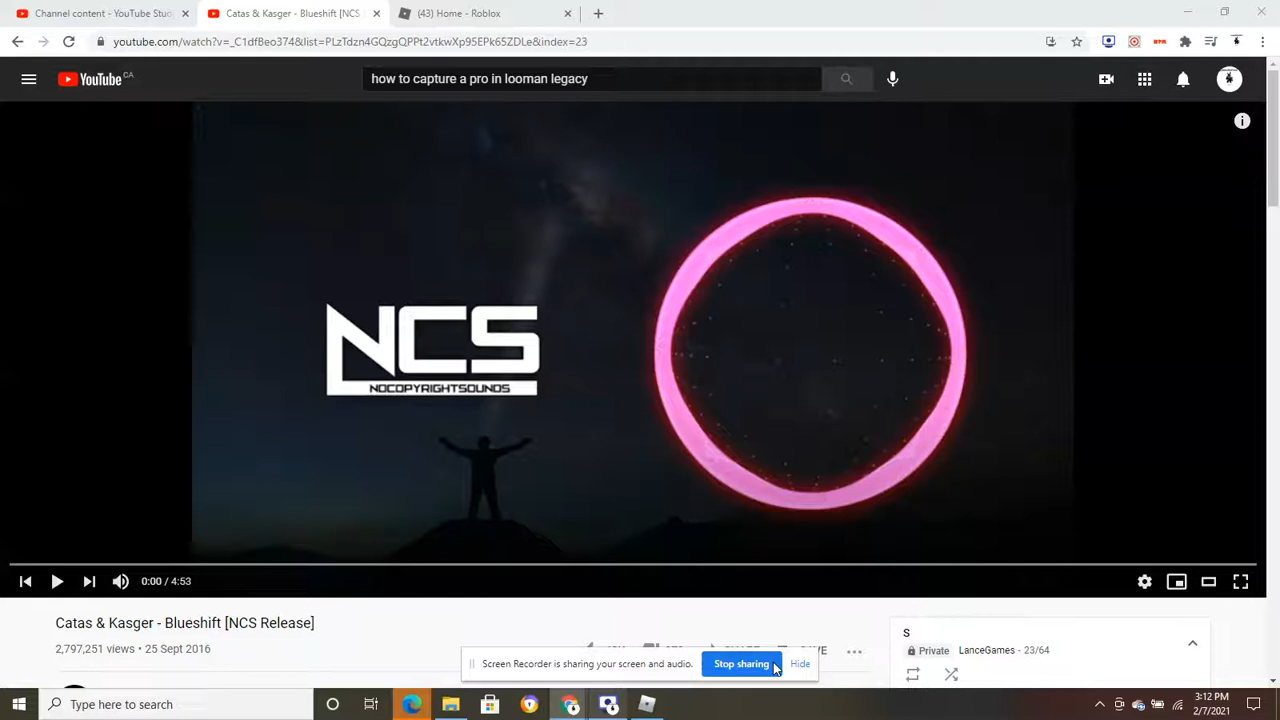 Channel content - YouTube Stud
Catas & Kasger - Blueshift [NCS
(43) Home - Roblox
youtube.com/watch?v=_C1dfBeo374&list=PLzTdzn4GQzgQPPt2vtkwXp95EPk65ZDLe&index=23
YouTube CA
how to capture a pro in loomian legacy
NCS
NOCOPYRIGHTSOUNDS
0:00 / 4:53
Catas & Kasger - Blueshift [NCS Release]
2,797,251 views • 25 Sept 2016
S
Private LanceGames - 23/64
Screen Recorder is sharing your screen and audio.
Stop sharing
Hide
Type here to search
3:12 PM
2/7/2021